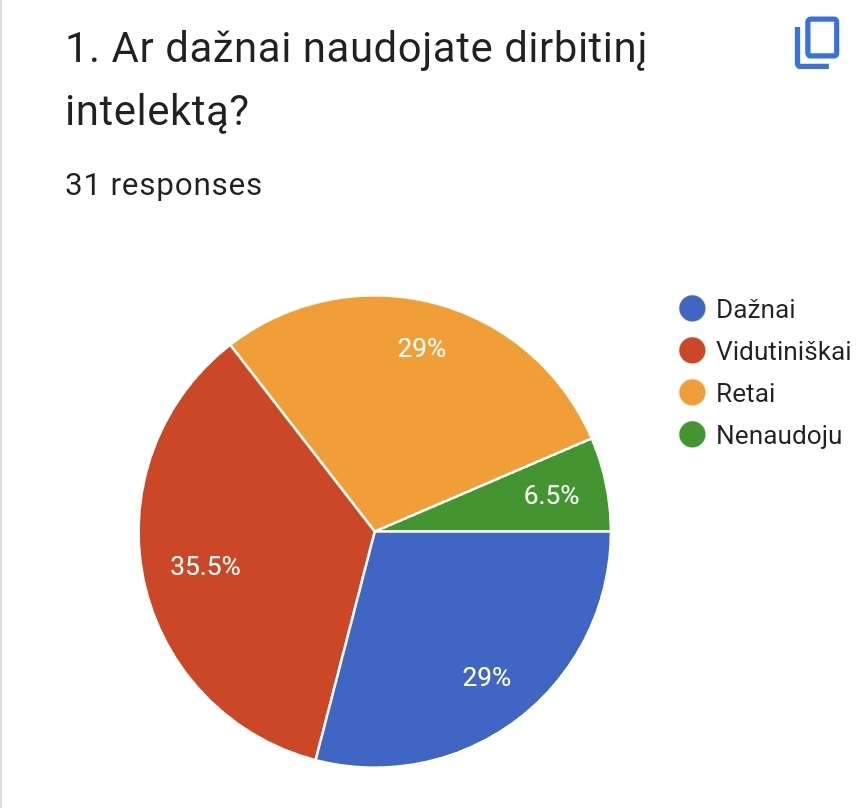 1. Ar dažnai naudojate dirbitinį
intelektą?
31 responses
29%
6.5%
35.5%
29%
Dažnai
Vidutiniškai
Retai
Nenaudoju